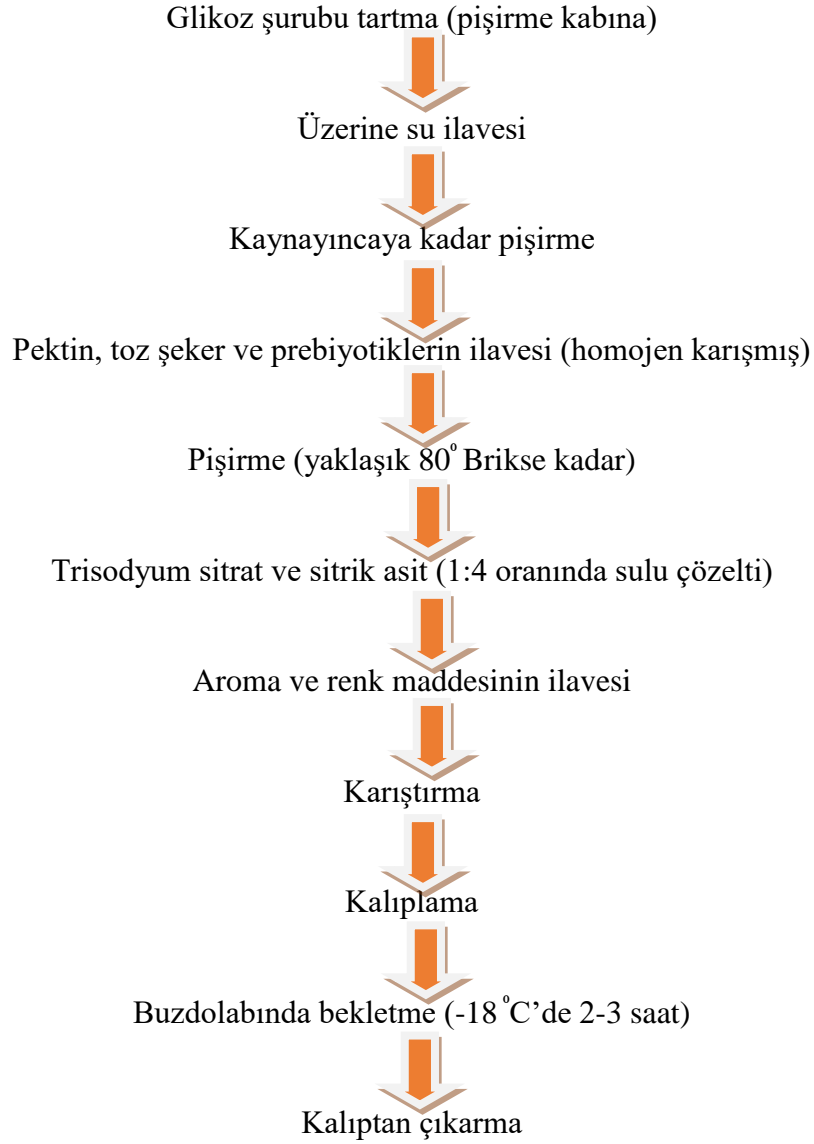 Glikoz şurubu tartma (pişirme kabına)
Üzerine su ilavesi
Kaynayıncaya kadar pişirme
Pektin, toz şeker ve prebiyotiklerin ilavesi (homojen karışmış)
Pişirme (yaklaşık 80º Brikse kadar)
Trisodyum sitrat ve sitrik asit (1:4 oranında sulu çözelti)
Aroma ve renk maddesinin ilavesi
Karıştırma
Kalıplama
Buzdolabında bekletme (-18 ºC’de 2-3 saat)
Kalıptan çıkarma